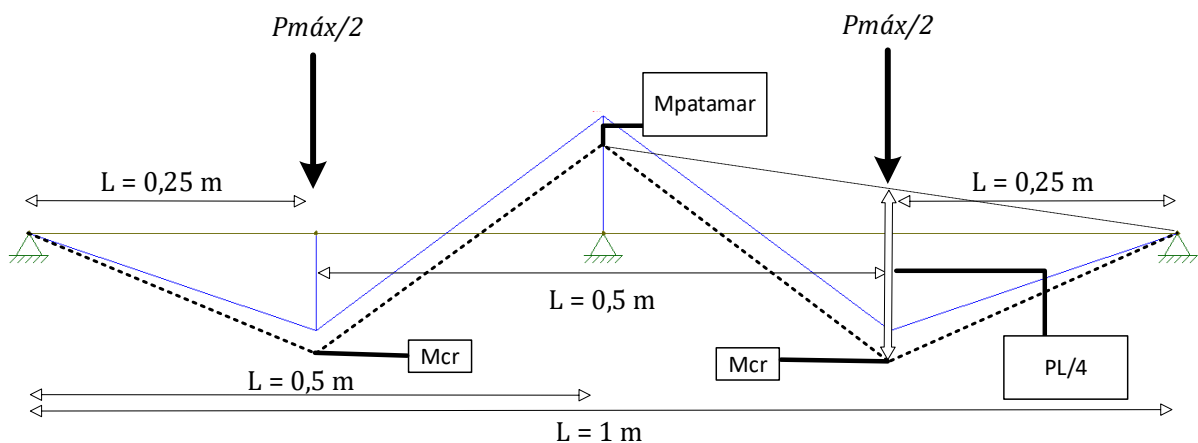 Pmáx/2
Pmáx/2
Mpatamar
L = 0,25 m
L = 0,25 m
L = 0,5 m
Mcr
Mcr
PL/4
L = 0,5 m
L = 1 m